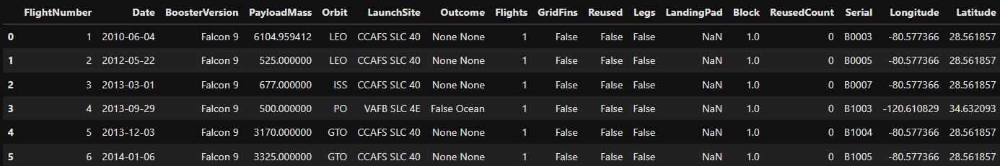 FlightNumber Date BoosterVersion PayloadMass Orbit LaunchSite Outcome Flights GridFins Reused Legs LandingPad Block ReusedCount Serial Longitude Latitude
0 1 2010-06-04 Falcon 9 6104.959412 LEO CCAFS SLC 40 None None 1 False False False NaN 1.0 0 B0003 -80.577366 28.561857
1 2 2012-05-22 Falcon 9 525.000000 LEO CCAFS SLC 40 None None 1 False False False NaN 1.0 0 B0005 -80.577366 28.561857
2 3 2013-03-01 Falcon 9 677.000000 ISS CCAFS SLC 40 None None 1 False False False NaN 1.0 0 B0007 -80.577366 28.561857
3 4 2013-09-29 Falcon 9 500.000000 PO VAFB SLC 4E False Ocean 1 False False False NaN 1.0 0 B1003 -120.610829 34.632093
4 5 2013-12-03 Falcon 9 3170.000000 GTO CCAFS SLC 40 None None 1 False False False NaN 1.0 0 B1004 -80.577366 28.561857
5 6 2014-01-06 Falcon 9 3325.000000 GTO CCAFS SLC 40 None None 1 False False False NaN 1.0 0 B1005 -80.577366 28.561857